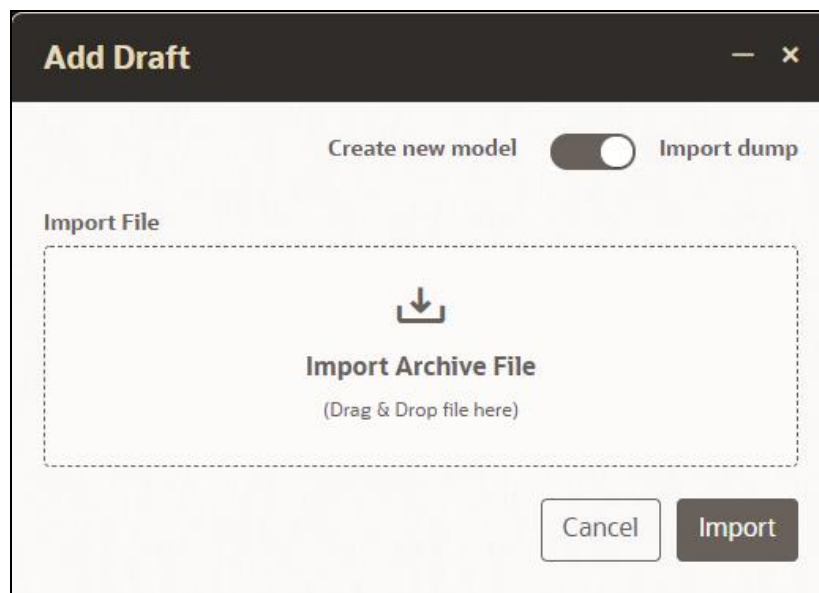 Add Draft
Create new model Import dump
Import File
Import Archive File
(Drag & Drop file here)
Cancel Import